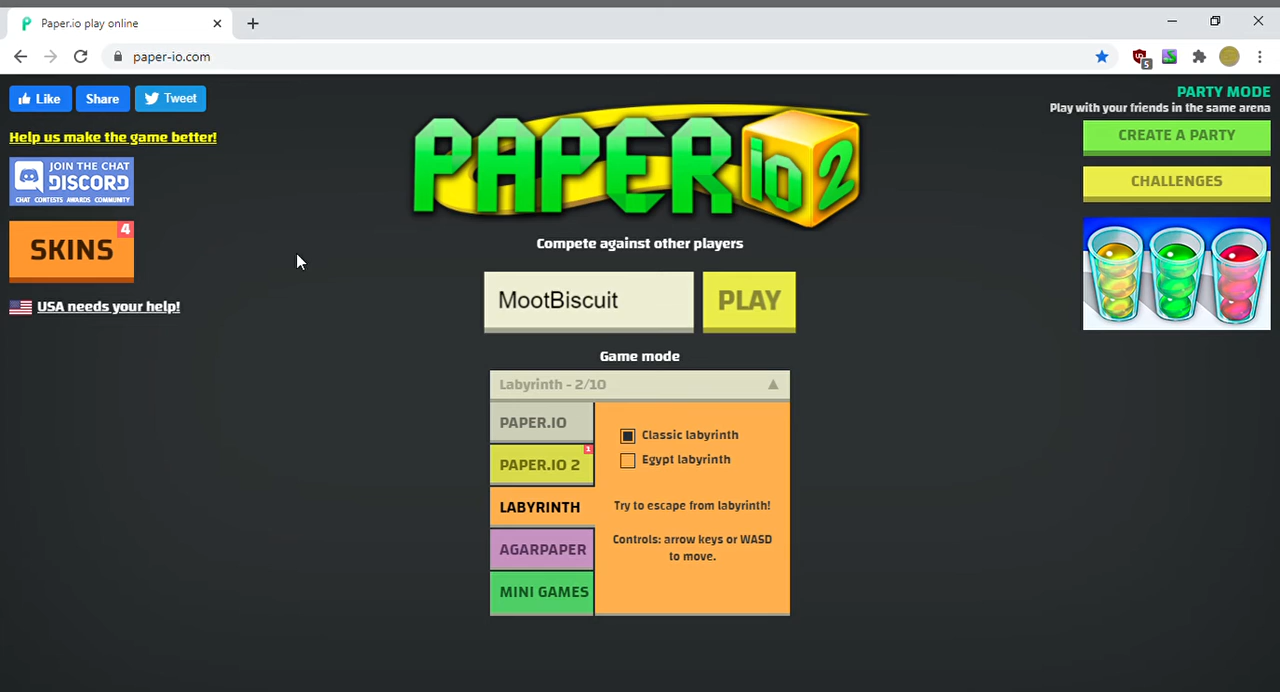 Paper.io play online
paper-io.com
5
Like
Share
Tweet
Help us make the game better!
JOIN THE CHAT
DISCORD
CHAT CONTESTS AWARDS COMMUNITY
SKINS
4
USA needs your help!
PAPER io 2
Compete against other players
MootBiscuit
PLAY
Game mode
Labyrinth - 2/10
PAPER.IO
PAPER.IO 2
1
LABYRINTH
AGARPAPER
MINI GAMES
Classic labyrinth
Egypt labyrinth
Try to escape from labyrinth!
Controls: arrow keys or WASD
to move.
PARTY MODE
Play with your friends in the same arena
CREATE A PARTY
CHALLENGES